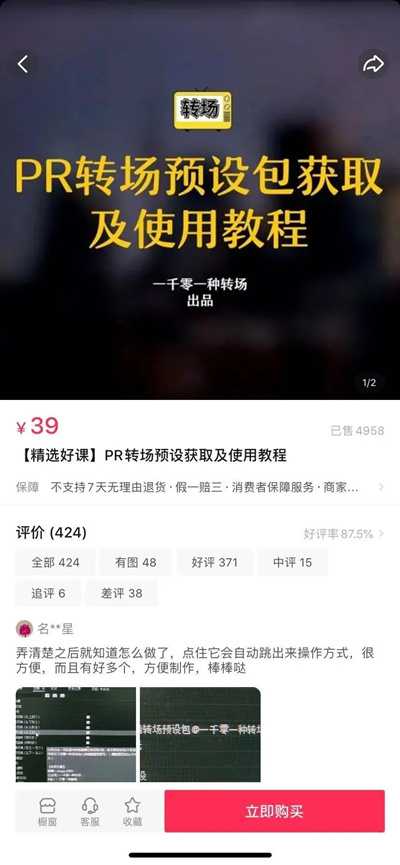 转场
PR转场预设包获取
及使用教程
一千零一种转场
出品
1/2
¥39
已售4958
【精选好课】PR转场预设获取及使用教程
保障 不支持7天无理由退货·假一赔三·消费者保障服务·商家...
评价 (424)
好评率87.5%
全部 424
有图 48
好评 371
中评 15
追评 6
差评 38
名**星
弄清楚之后就知道怎么做了，点住它会自动跳出来操作方式，很
方便，而且有好多个，方便制作，棒棒哒
转场预设包@一千零一种转场
橱窗
客服
收藏
立即购买